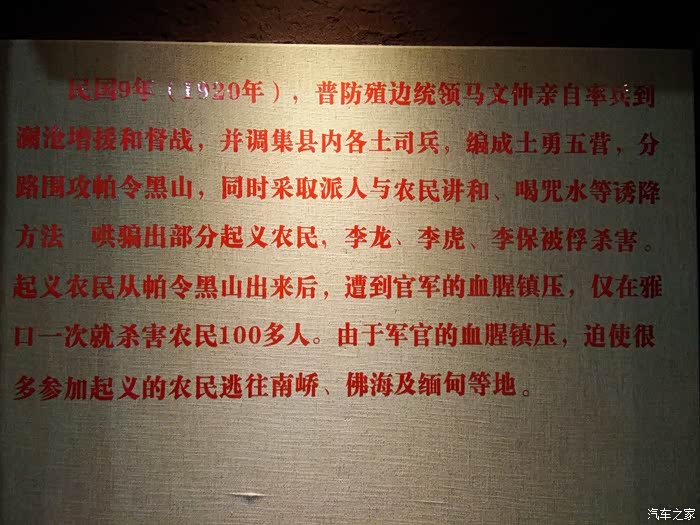 民国9年（1920年），普防殖边统领马文仲亲自率兵到
澜沧增援和督战，并调集县内各土司兵，编成土勇五营，分
路围攻帕令黑山，同时采取派人与农民讲和、喝咒水等诱降
方法 哄骗出部分起义农民，李龙、李虎、李保被俘杀害。
起义农民从帕令黑山出来后，遭到官军的血腥镇压，仅在雅
口一次就杀害农民100多人。由于军官的血腥镇压，迫使很
多参加起义的农民逃往南峤、佛海及缅甸等地。
汽车之家